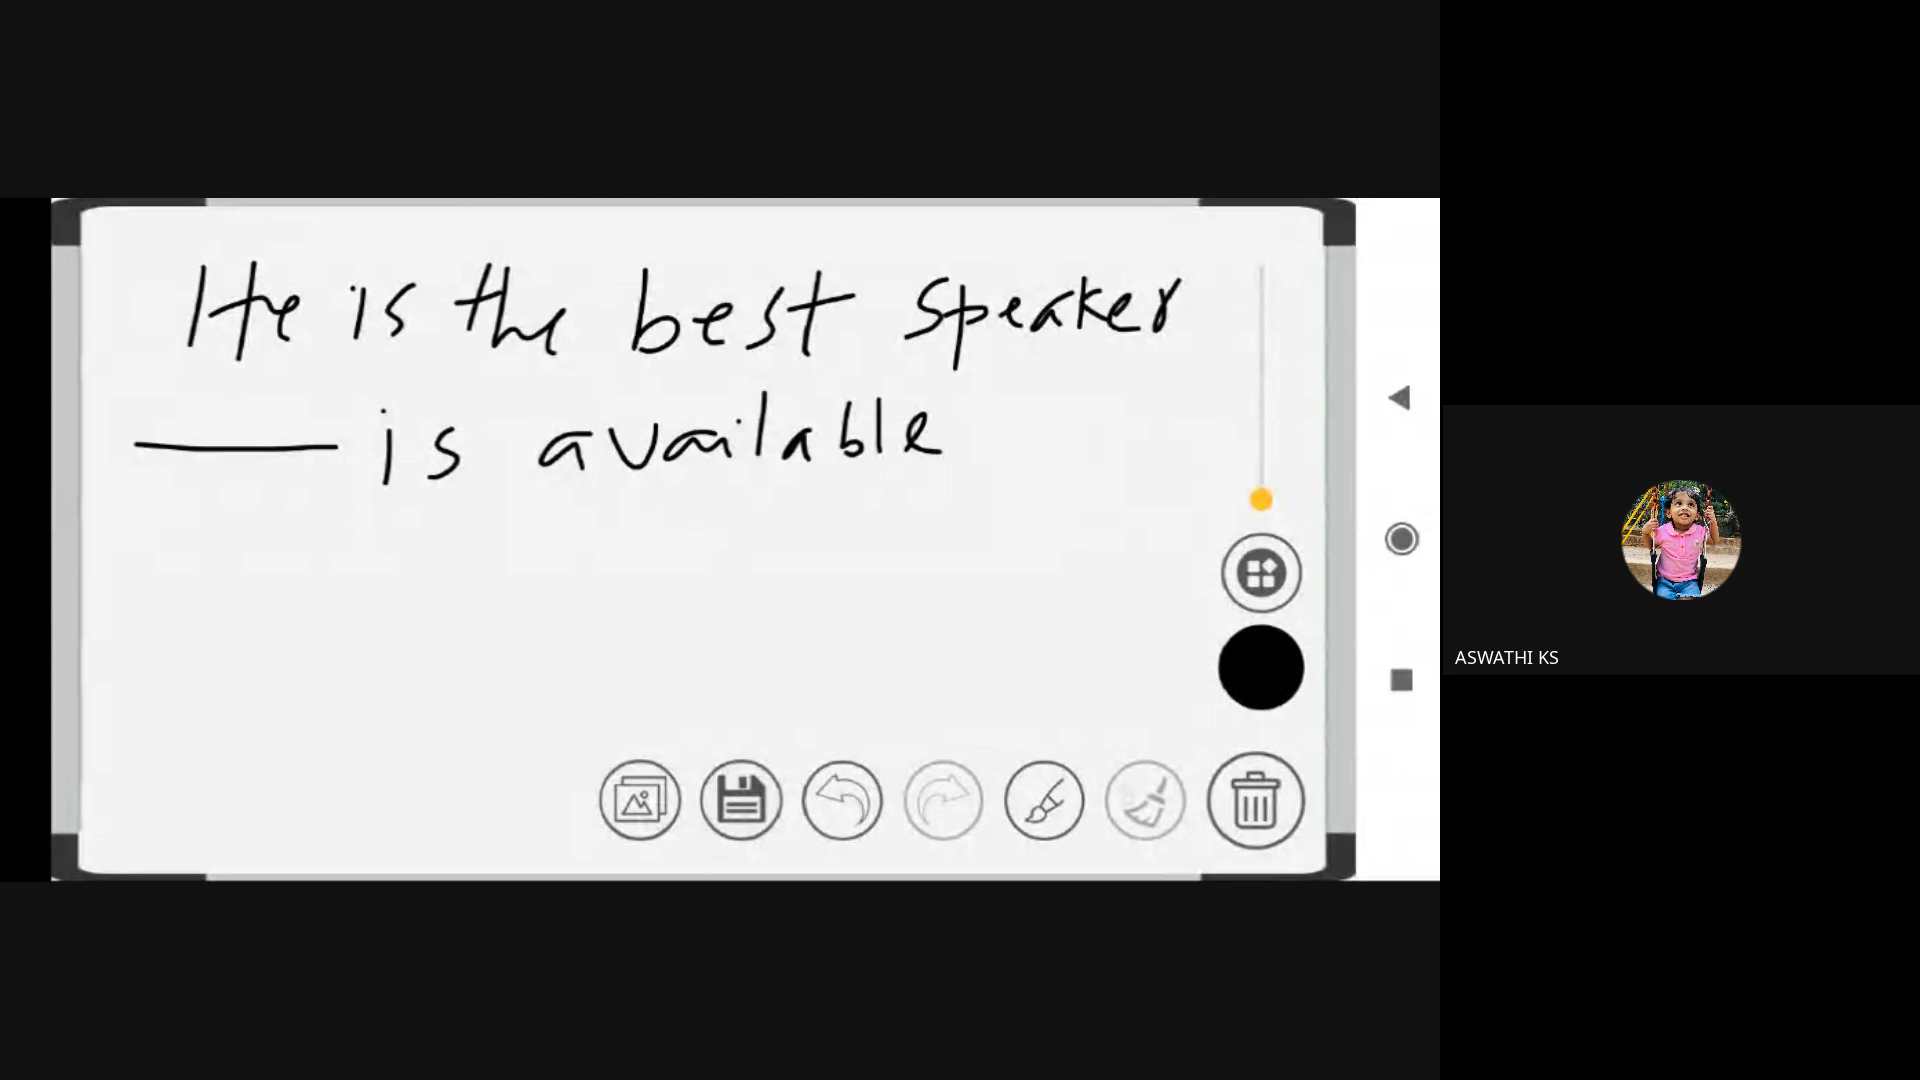 He is the best speaker
_____ is available
ASWATHI KS